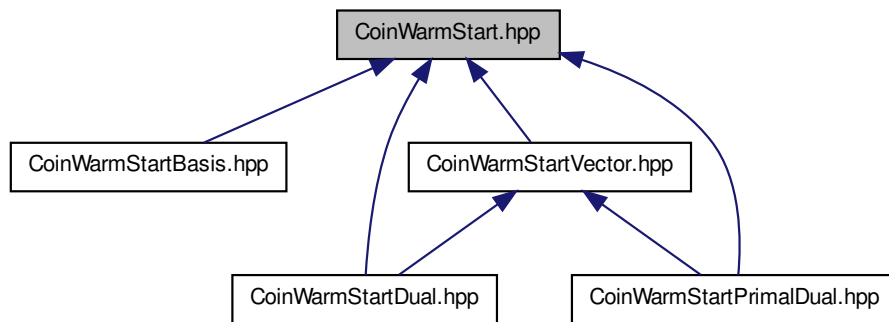 CoinWarmStart.hpp
CoinWarmStartBasis.hpp
CoinWarmStartVector.hpp
CoinWarmStartDual.hpp
CoinWarmStartPrimalDual.hpp